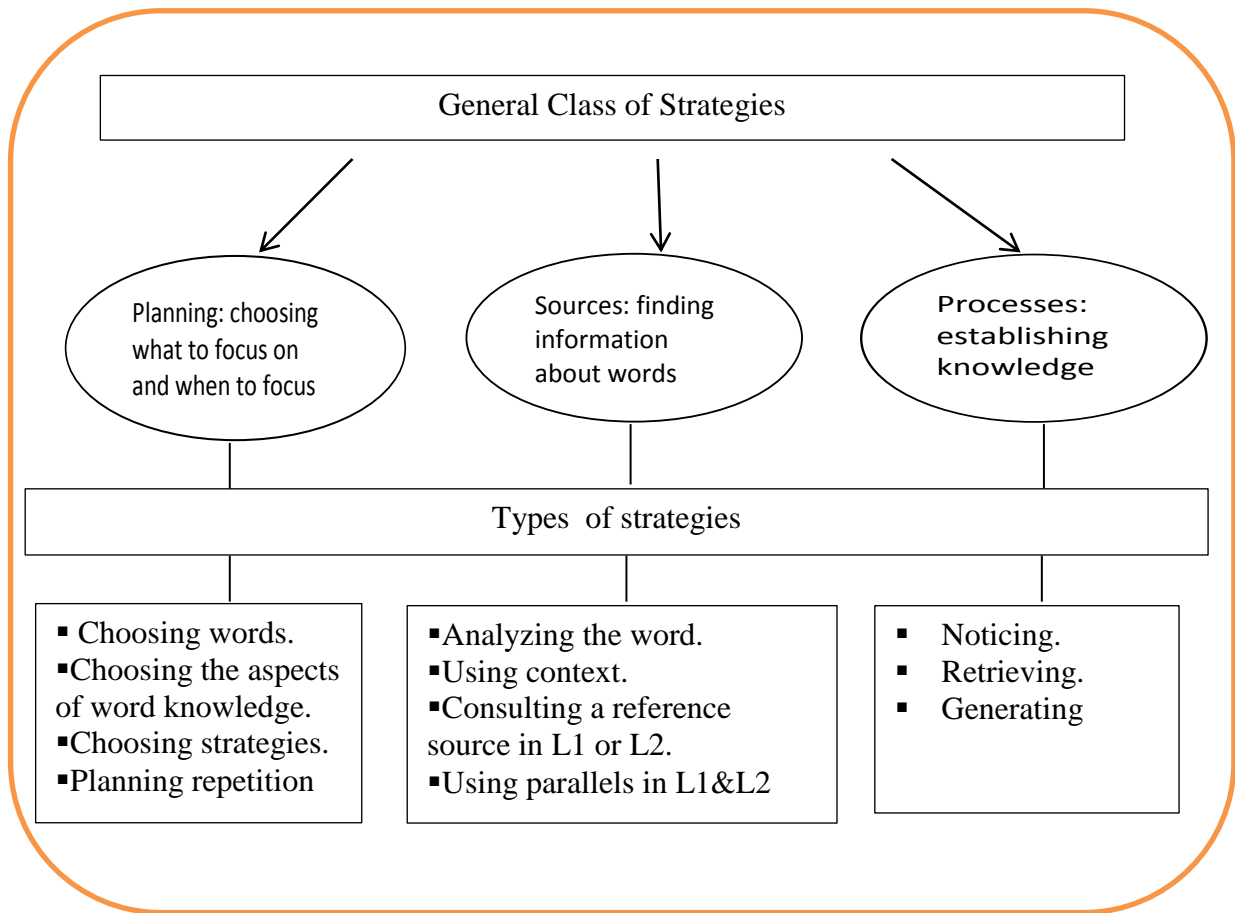 General Class of Strategies
Planning: choosing
what to focus on
and when to focus
Sources: finding
information
about words
Processes:
establishing
knowledge
Types of strategies
▪ Choosing words.
▪Choosing the aspects
of word knowledge.
▪Choosing strategies.
▪Planning repetition
▪Analyzing the word.
▪Using context.
▪Consulting a reference
source in L1 or L2.
▪Using parallels in L1&L2
▪ Noticing.
▪ Retrieving.
▪ Generating